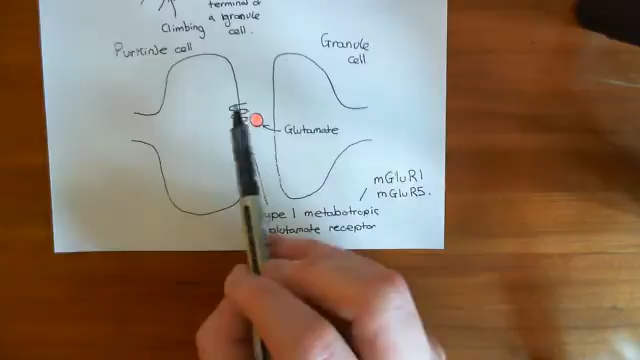 terminal of
a granule
cell.
Climbing
Purkinje cell
Granule
cell
Glutamate
mGluR1
mGluR5.
ype 1 metabotropic
glutamate receptor